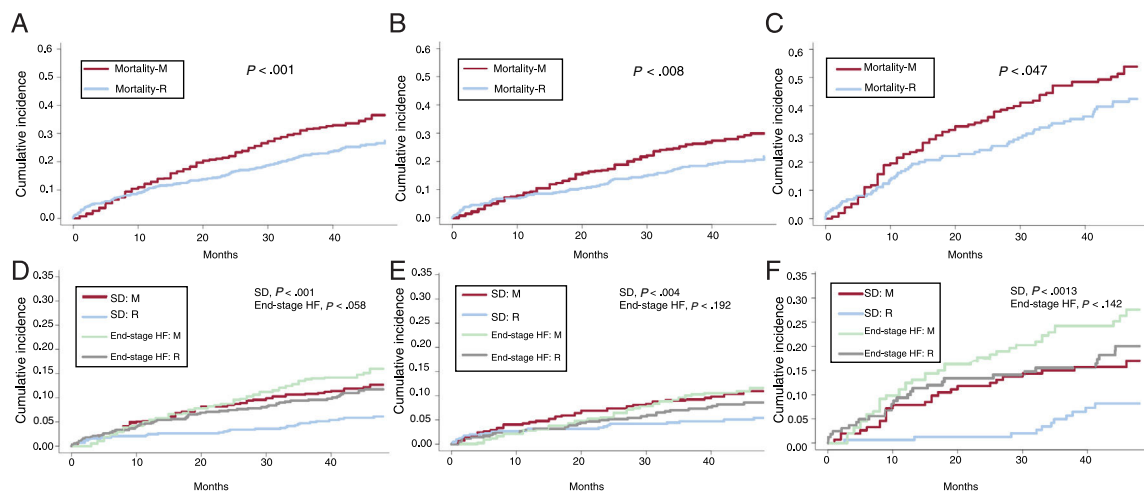 A
Cumulative incidence
0.6
0.5
0.4
0.3
0.2
0.1
0.0
Mortality-M
Mortality-R
P < .001
0
10
20
30
40
Months
B
Cumulative incidence
0.6
0.5
0.4
0.3
0.2
0.1
0.0
Mortality-M
Mortality-R
P < .008
0
10
20
30
40
Months
C
Cumulative incidence
0.6
0.5
0.4
0.3
0.2
0.1
0.0
Mortality-M
Mortality-R
P < .047
0
10
20
30
40
Months
D
Cumulative incidence
0.35
0.30
0.25
0.20
0.15
0.10
0.05
0.00
SD: M
SD: R
End-stage HF: M
End-stage HF: R
SD, P < .001
End-stage HF, P < .058
0
10
20
30
40
Months
E
Cumulative incidence
0.35
0.30
0.25
0.20
0.15
0.10
0.05
0.00
SD: M
SD: R
End-stage HF: M
End-stage HF: R
SD, P < .004
End-stage HF, P < .192
0
10
20
30
40
Months
F
Cumulative incidence
0.35
0.30
0.25
0.20
0.15
0.10
0.05
0.00
SD: M
SD: R
End-stage HF: M
End-stage HF: R
SD, P < .0013
End-stage HF, P < .142
0
10
20
30
40
Months